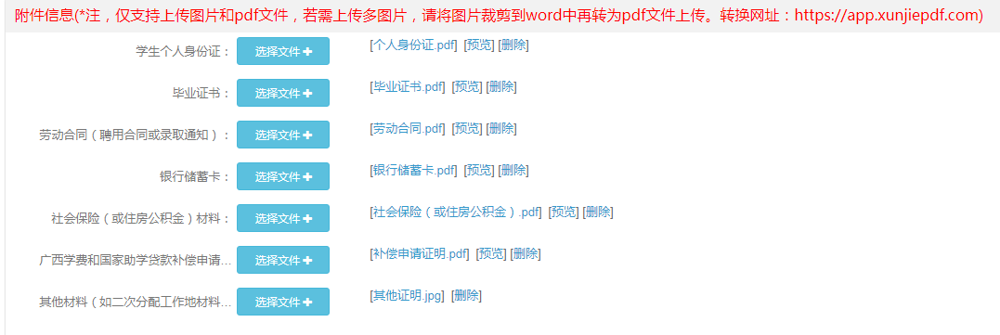 附件信息(*注，仅支持上传图片和pdf文件，若需上传多图片，请将图片裁剪到word中再转为pdf文件上传。转换网址：https://app.xunjiepdf.com)
学生个人身份证： 选择文件 [个人身份证.pdf] [预览] [删除]
毕业证书： 选择文件 [毕业证书.pdf] [预览] [删除]
劳动合同（聘用合同或录取通知）： 选择文件 [劳动合同.pdf] [预览] [删除]
银行储蓄卡： 选择文件 [银行储蓄卡.pdf] [预览] [删除]
社会保险（或住房公积金）材料： 选择文件 [社会保险（或住房公积金）.pdf] [预览] [删除]
广西学费和国家助学贷款补偿申请... 选择文件 [补偿申请证明.pdf] [预览] [删除]
其他材料（如二次分配工作地材料... 选择文件 [其他证明.jpg] [删除]